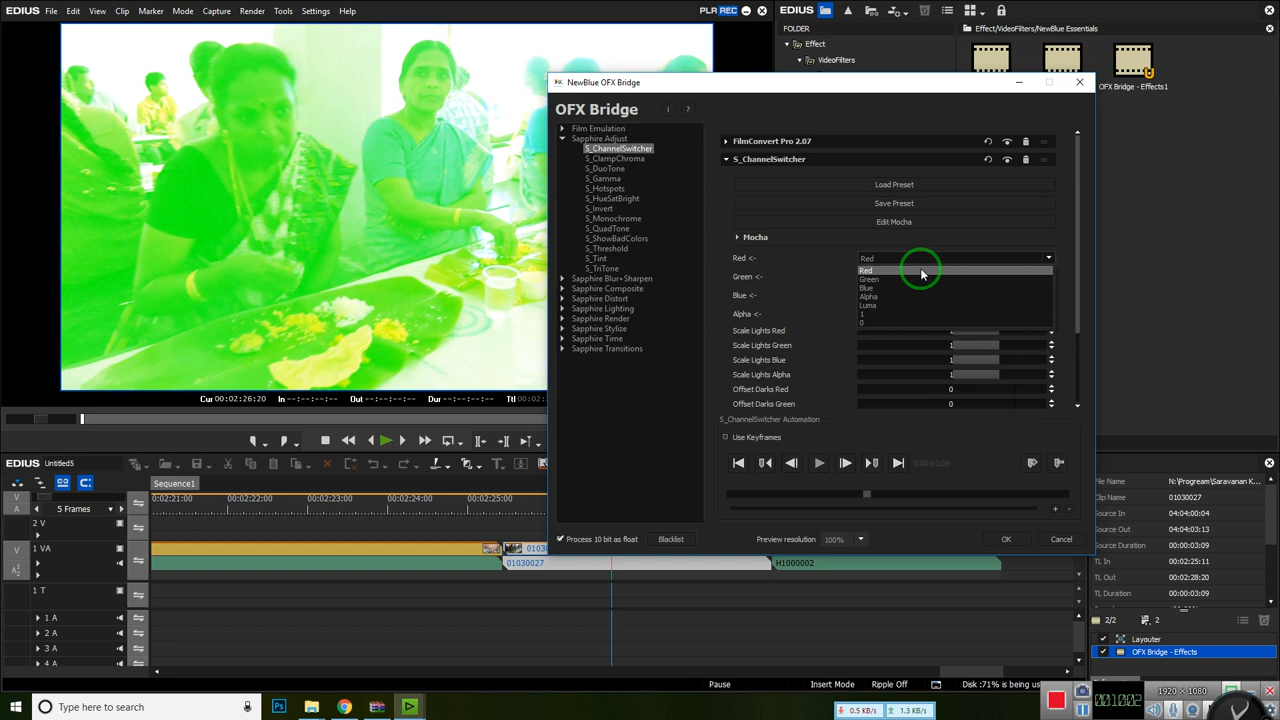 EDIUS File Edit View Clip Marker Mode Capture Render Tools Settings Help
PLR REC
EDIUS
FOLDER
Effect/VideoFilters/NewBlue Essentials
Effect
VideoFilters
OFX Bridge - Effects1
NewBlue OFX Bridge
OFX Bridge
i ?
Film Emulation
Sapphire Adjust
S_ChannelSwitcher
S_ClampChroma
S_DuoTone
S_Gamma
S_Hotspots
S_HueSatBright
S_Invert
S_Monochrome
S_QuadTone
S_ShowBadColors
S_Threshold
S_Tint
S_TriTone
Sapphire Blur+Sharpen
Sapphire Composite
Sapphire Distort
Sapphire Lighting
Sapphire Render
Sapphire Stylize
Sapphire Time
Sapphire Transitions
FilmConvert Pro 2.07
S_ChannelSwitcher
Load Preset
Save Preset
Edit Mocha
Mocha
Red <- Red
Red
Green <- Green
Blue
Blue <- Alpha
Luma
Alpha <- 1
0
Scale Lights Red 1
Scale Lights Green 1
Scale Lights Blue 1
Scale Lights Alpha 1
Offset Darks Red 0
Offset Darks Green 0
S_ChannelSwitcher Automation
Use Keyframes
0:00:01;09
+ -
Process 10 bit as float Blacklist Preview resolution 100% OK Cancel
Cur 00:02:26:20 In --:--:--:-- Out --:--:--:-- Dur --:--:--:--
EDIUS Untitled5
Sequence1
V
A
5 Frames
0:02:21:00 00:02:22:00 00:02:23:00 00:02:24:00 00:02:25:00
2 V
V 1 VA
A 1 2
01030027 H1000002
1 T
1 A
2 A
3 A
4 A
File Name N:\Progream\Saravanan K...
Clip Name 01030027
Source In 04:04:00:04
Source Out 04:04:03:13
Source Duration 00:00:03:09
TL In 00:02:25:11
TL Out 00:02:28:20
TL Duration 00:00:03:09
2/2 2
Layouter
OFX Bridge - Effects
Pause Insert Mode Ripple Off Disk :71% is being us
Type here to search
0.5 KB/s 1.3 KB/s
1920 × 1080